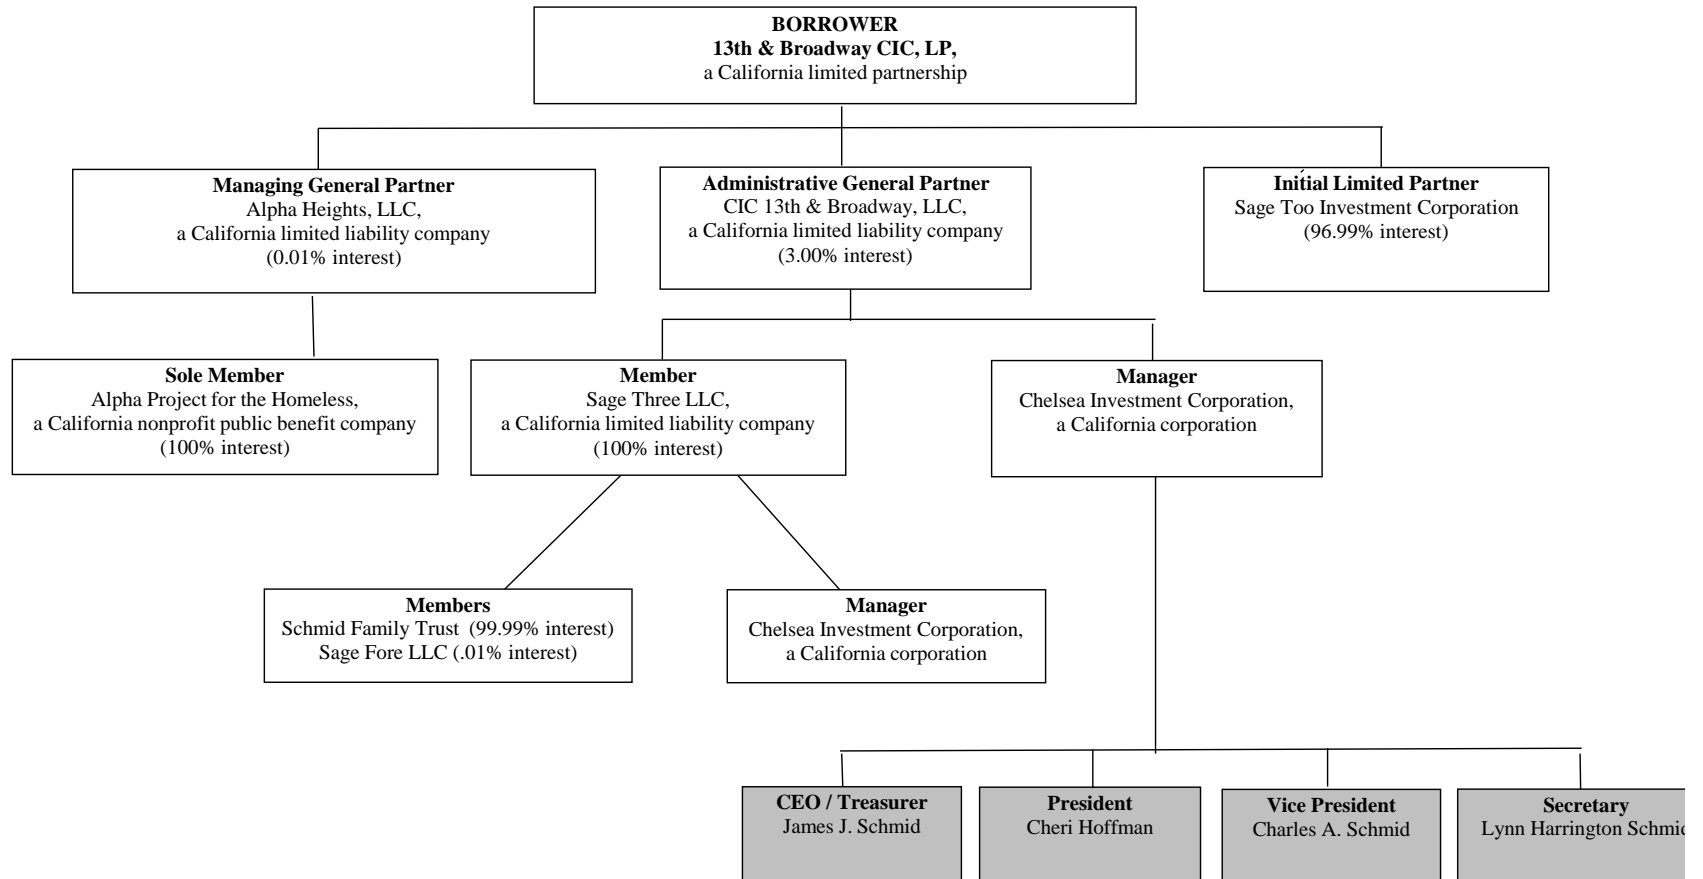 BORROWER
13th & Broadway CIC, LP,
a California limited partnership
Managing General Partner
Alpha Heights, LLC,
a California limited liability company
(0.01% interest)
Administrative General Partner
CIC 13th & Broadway, LLC,
a California limited liability company
(3.00% interest)
Initial Limited Partner
Sage Too Investment Corporation
(96.99% interest)
Sole Member
Alpha Project for the Homeless,
a California nonprofit public benefit company
(100% interest)
Member
Sage Three LLC,
a California limited liability company
(100% interest)
Manager
Chelsea Investment Corporation,
a California corporation
Members
Schmid Family Trust (99.99% interest)
Sage Fore LLC (.01% interest)
Manager
Chelsea Investment Corporation,
a California corporation
CEO / Treasurer
James J. Schmid
President
Cheri Hoffman
Vice President
Charles A. Schmid
Secretary
Lynn Harrington Schmid